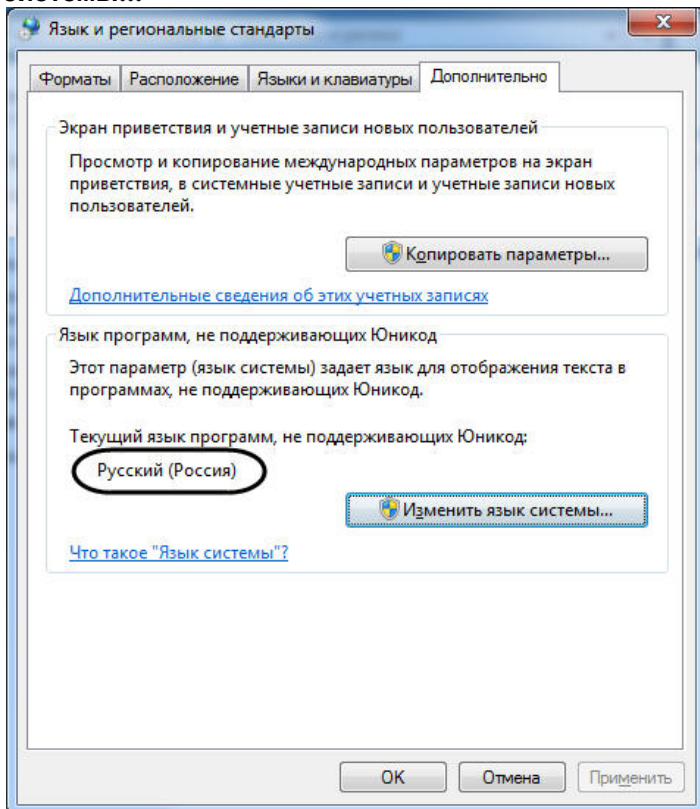 Язык и региональные стандарты
Форматы Расположение Языки и клавиатуры Дополнительно
Экран приветствия и учетные записи новых пользователей
Просмотр и копирование международных параметров на экран
приветствия, в системные учетные записи и учетные записи новых
пользователей.
Копировать параметры...
Дополнительные сведения об этих учетных записях
Язык программ, не поддерживающих Юникод
Этот параметр (язык системы) задает язык для отображения текста в
программах, не поддерживающих Юникод.
Текущий язык программ, не поддерживающих Юникод:
Русский (Россия)
Изменить язык системы...
Что такое "Язык системы"?
OK Отмена Применить